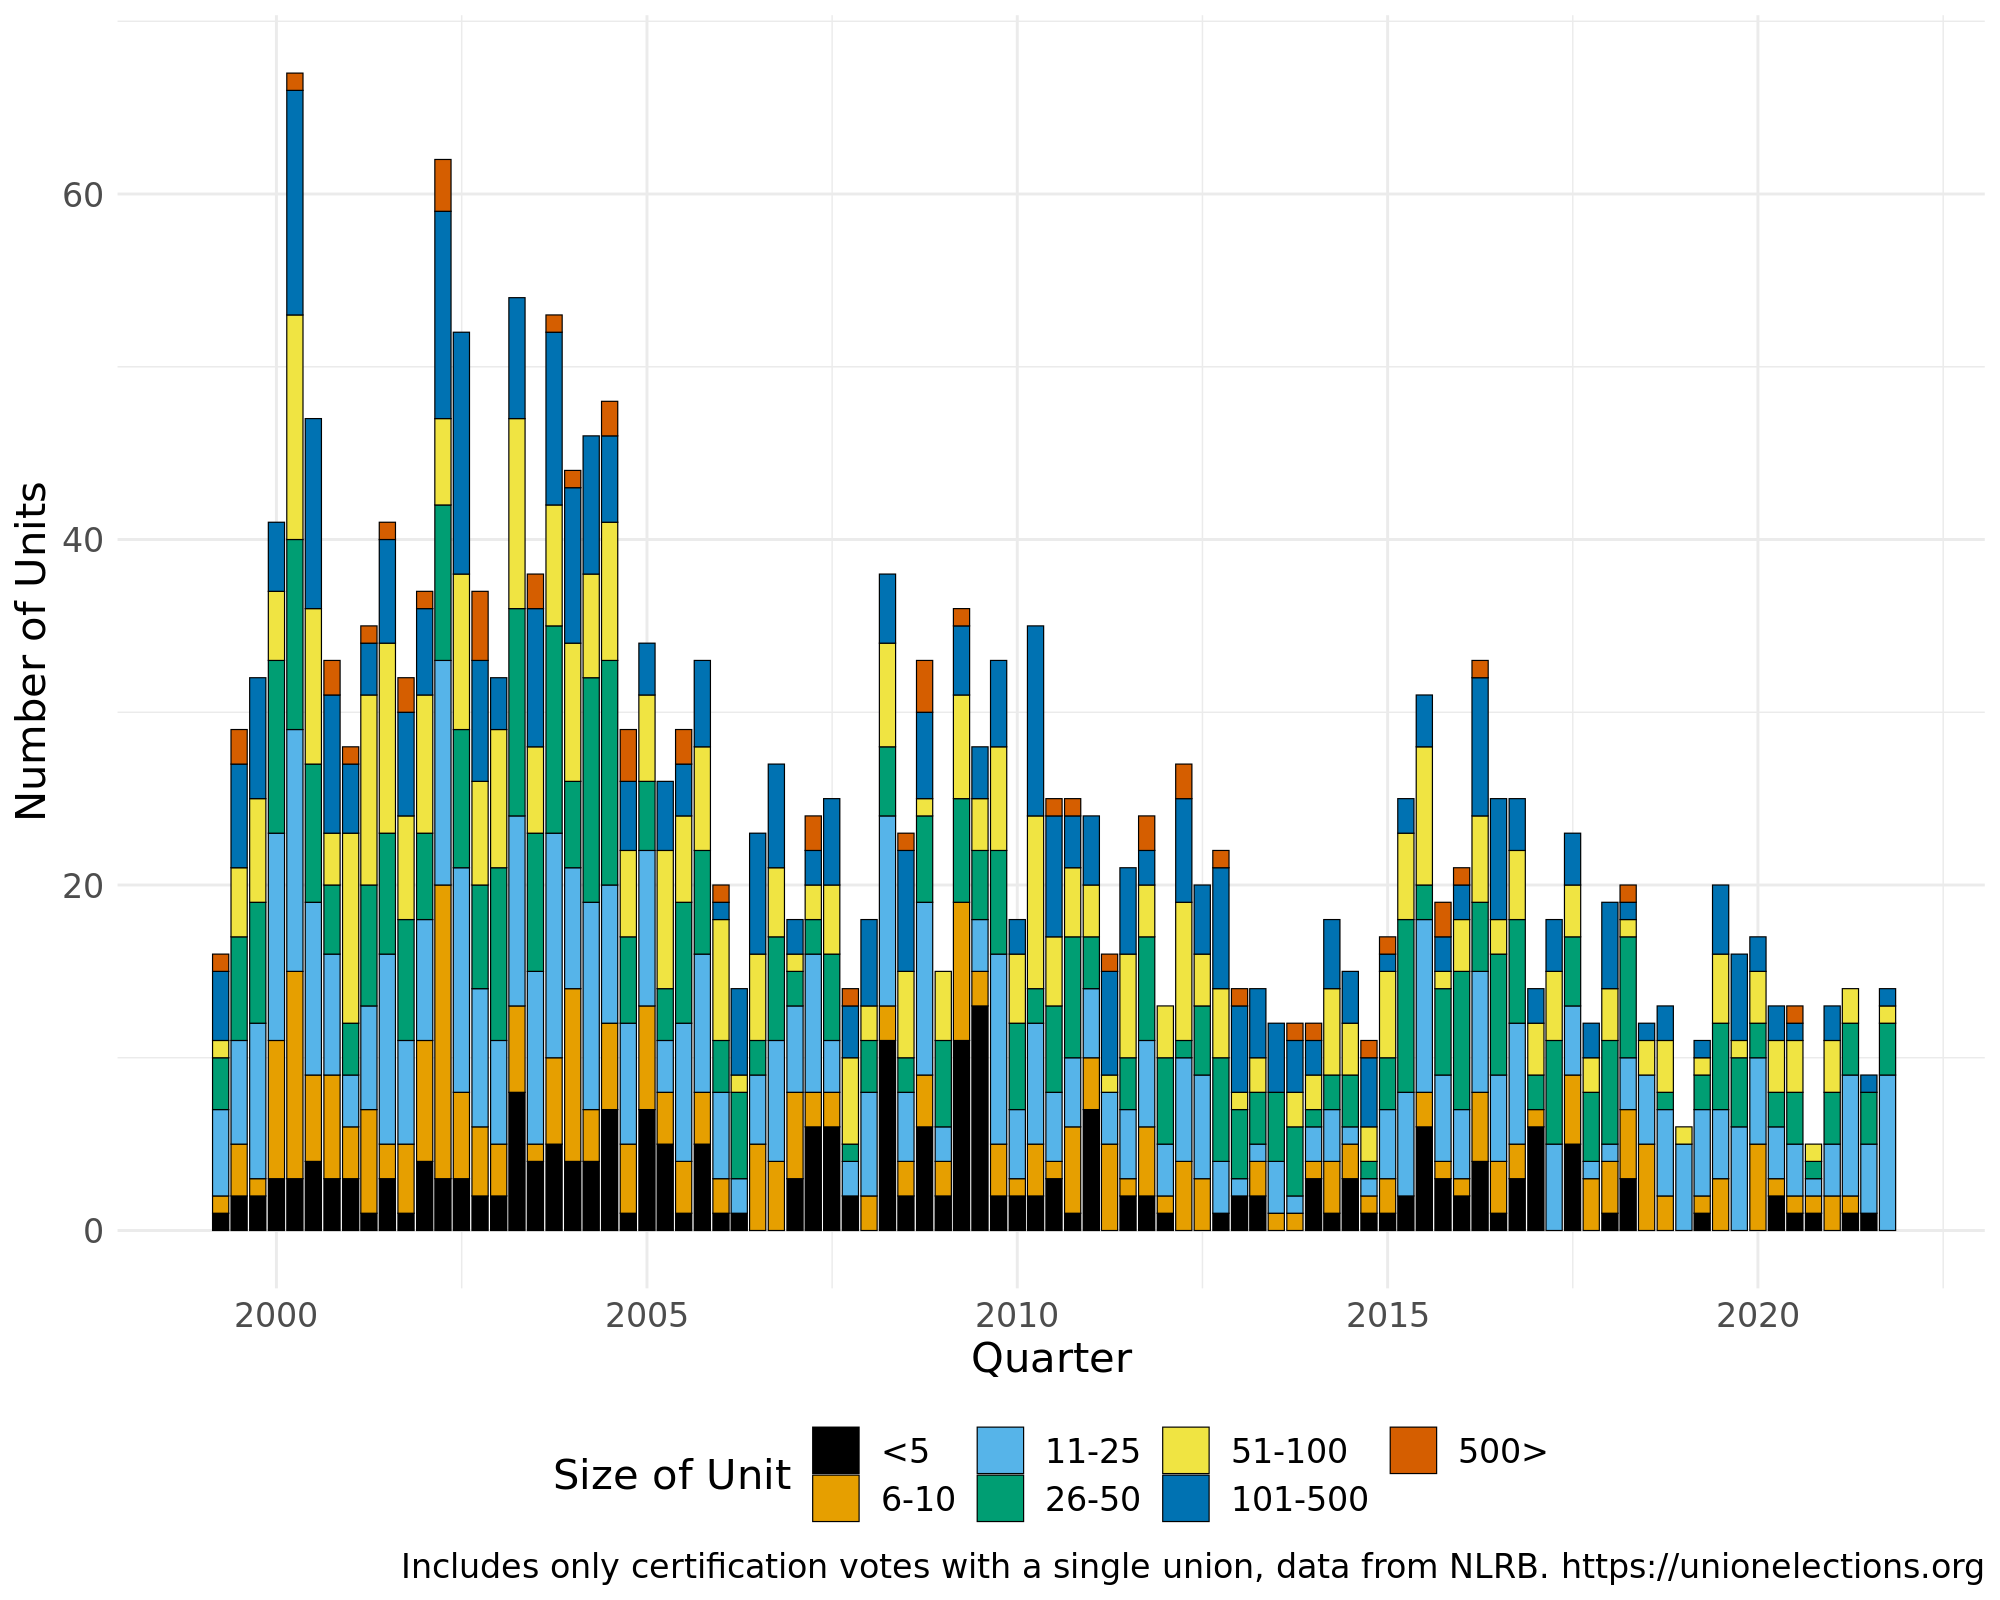 60
40
20
0
Number of Units
2000 2005 2010 2015 2020
Quarter
Size of Unit
<5 11-25 51-100 500>
6-10 26-50 101-500
Includes only certification votes with a single union, data from NLRB. https://unionelections.org